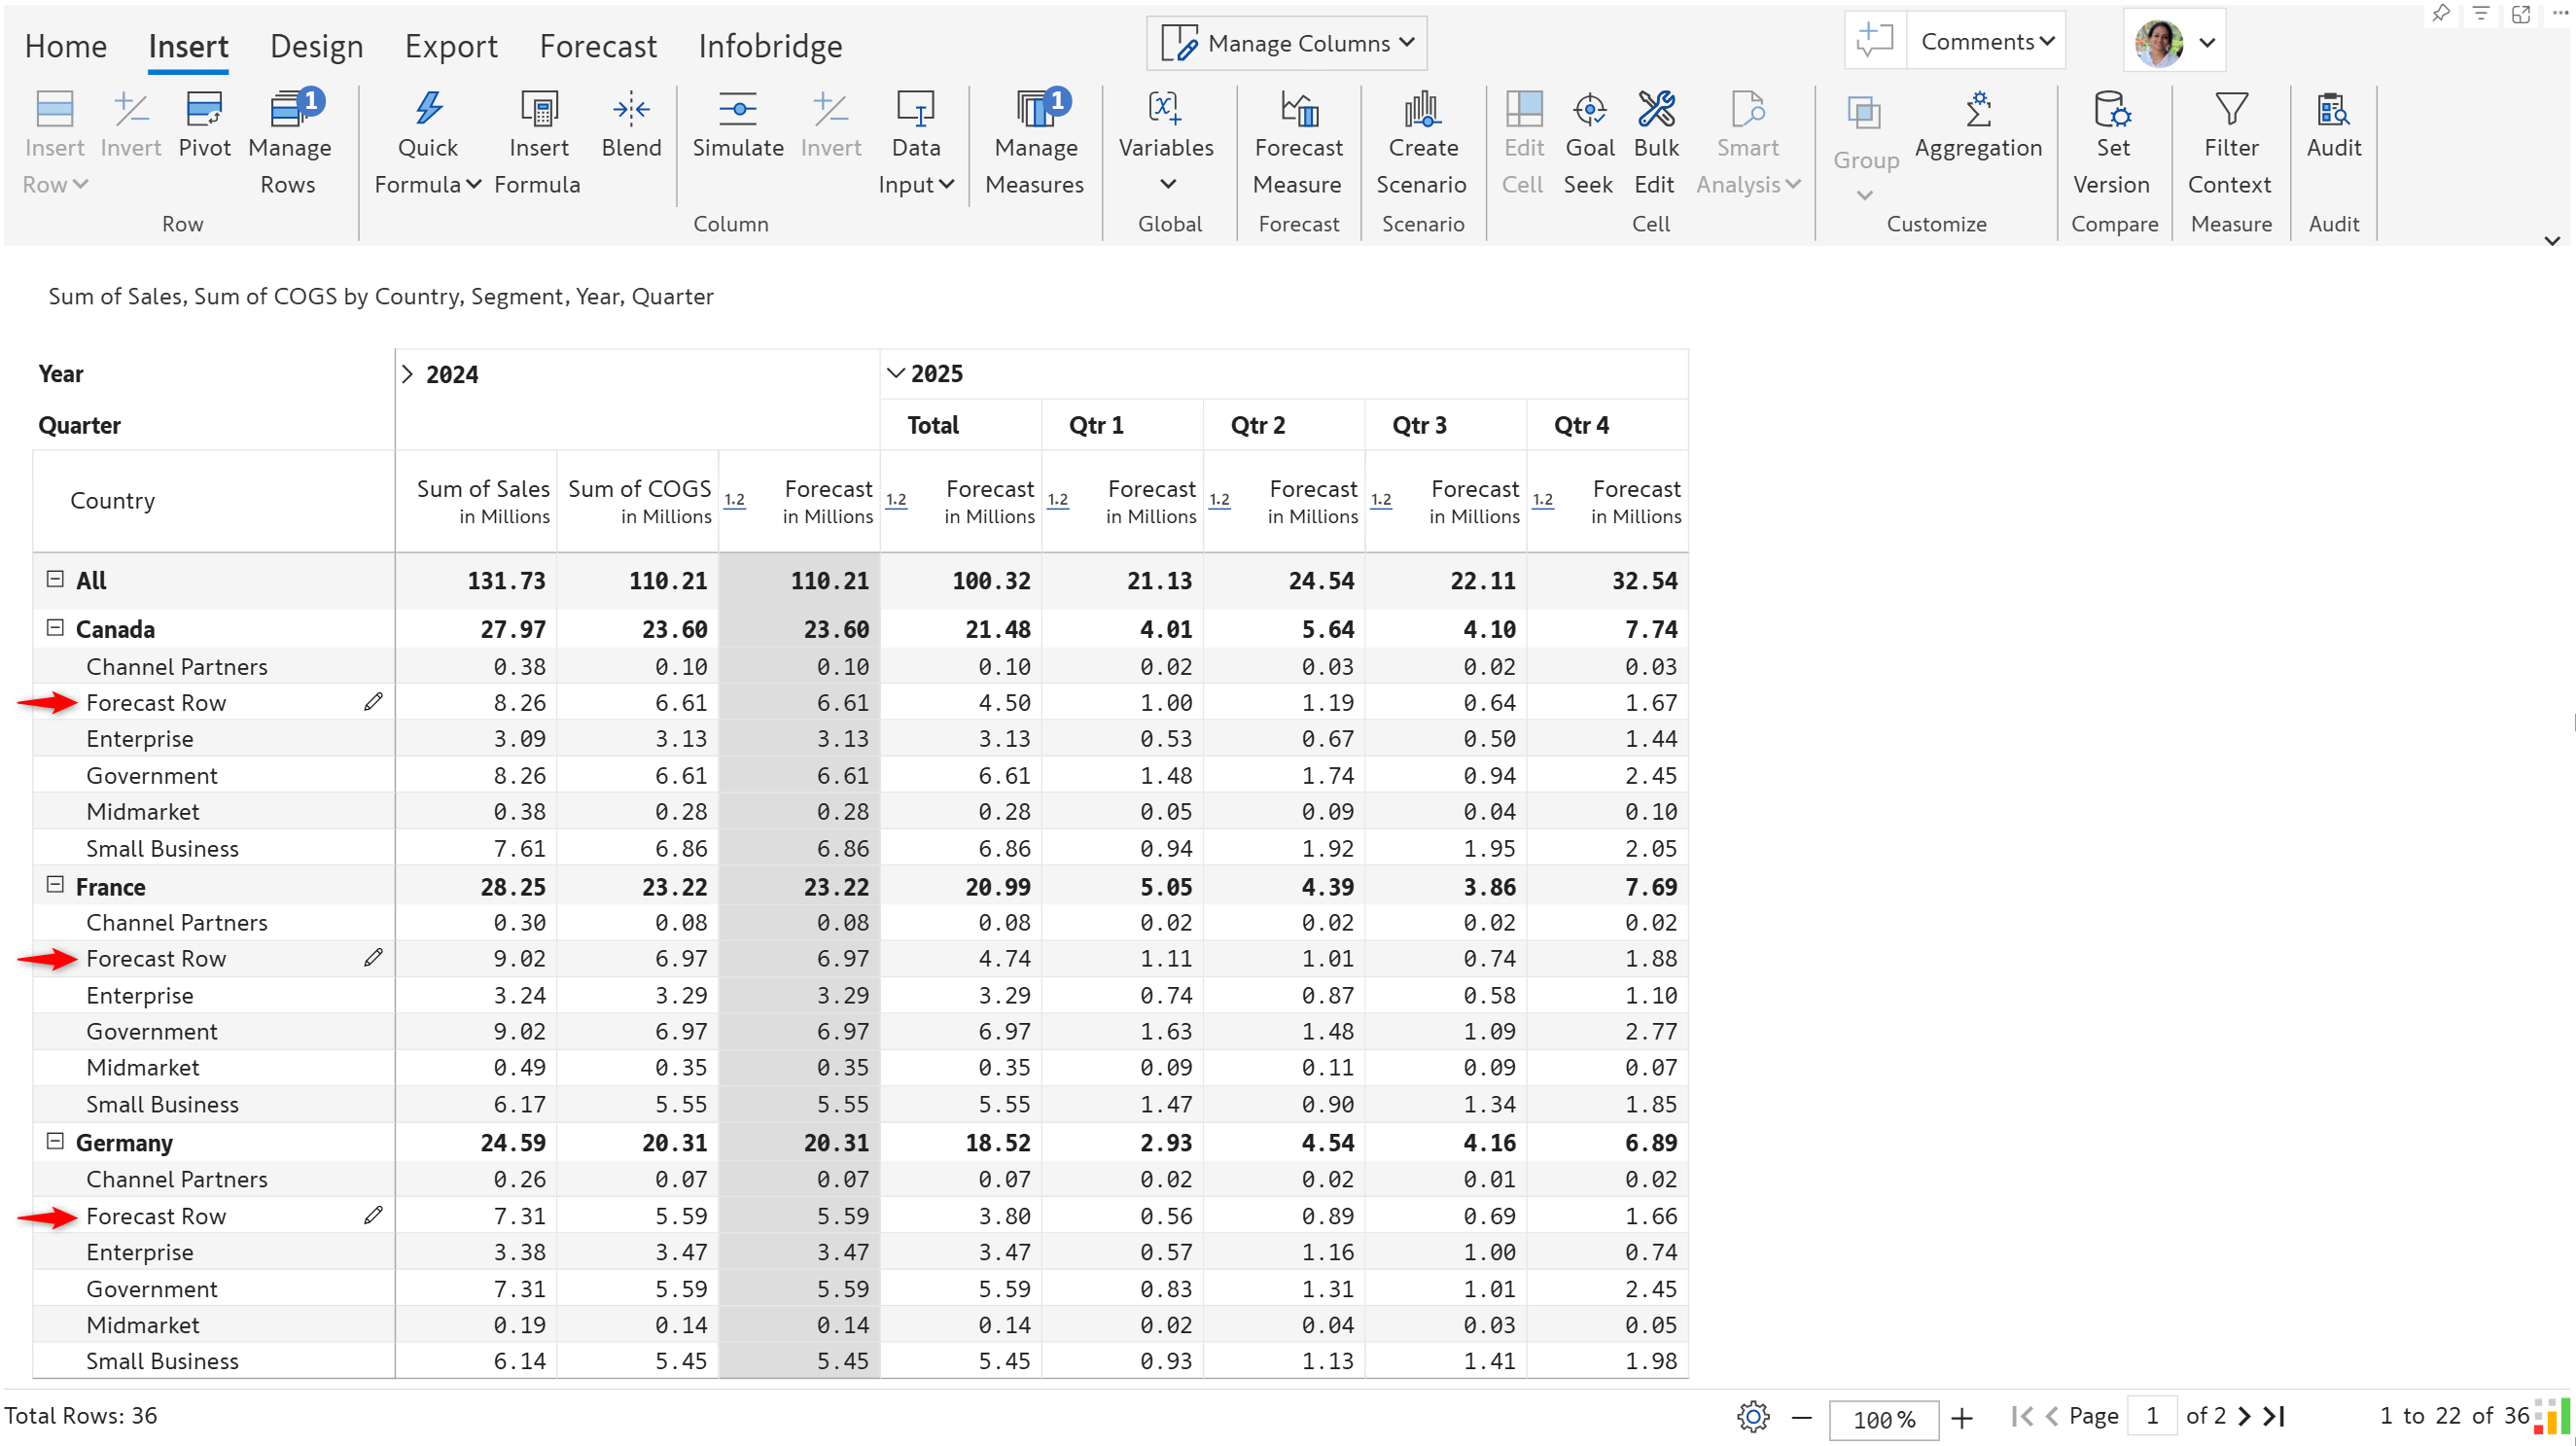 Home Insert Design Export Forecast Infobridge Manage Columns Comments
Insert Row Invert Pivot Manage Rows 1 Quick Formula Insert Formula Blend Simulate Invert Data Input Manage Measures 1 Variables Forecast Measure Create Scenario Edit Cell Goal Seek Bulk Edit Smart Analysis Group Aggregation Set Version Filter Context Audit
Row Column Global Forecast Scenario Cell Customize Compare Measure Audit
Sum of Sales, Sum of COGS by Country, Segment, Year, Quarter
Year 2024 2025
Quarter Total Qtr 1 Qtr 2 Qtr 3 Qtr 4
Country Sum of Sales in Millions Sum of COGS in Millions 1.2 Forecast in Millions 1.2 Forecast in Millions 1.2 Forecast in Millions 1.2 Forecast in Millions 1.2 Forecast in Millions 1.2 Forecast in Millions
All 131.73 110.21 110.21 100.32 21.13 24.54 22.11 32.54
Canada 27.97 23.60 23.60 21.48 4.01 5.64 4.10 7.74
Channel Partners 0.38 0.10 0.10 0.10 0.02 0.03 0.02 0.03
Forecast Row 8.26 6.61 6.61 4.50 1.00 1.19 0.64 1.67
Enterprise 3.09 3.13 3.13 3.13 0.53 0.67 0.50 1.44
Government 8.26 6.61 6.61 6.61 1.48 1.74 0.94 2.45
Midmarket 0.38 0.28 0.28 0.28 0.05 0.09 0.04 0.10
Small Business 7.61 6.86 6.86 6.86 0.94 1.92 1.95 2.05
France 28.25 23.22 23.22 20.99 5.05 4.39 3.86 7.69
Channel Partners 0.30 0.08 0.08 0.08 0.02 0.02 0.02 0.02
Forecast Row 9.02 6.97 6.97 4.74 1.11 1.01 0.74 1.88
Enterprise 3.24 3.29 3.29 3.29 0.74 0.87 0.58 1.10
Government 9.02 6.97 6.97 6.97 1.63 1.48 1.09 2.77
Midmarket 0.49 0.35 0.35 0.35 0.09 0.11 0.09 0.07
Small Business 6.17 5.55 5.55 5.55 1.47 0.90 1.34 1.85
Germany 24.59 20.31 20.31 18.52 2.93 4.54 4.16 6.89
Channel Partners 0.26 0.07 0.07 0.07 0.02 0.02 0.01 0.02
Forecast Row 7.31 5.59 5.59 3.80 0.56 0.89 0.69 1.66
Enterprise 3.38 3.47 3.47 3.47 0.57 1.16 1.00 0.74
Government 7.31 5.59 5.59 5.59 0.83 1.31 1.01 2.45
Midmarket 0.19 0.14 0.14 0.14 0.02 0.04 0.03 0.05
Small Business 6.14 5.45 5.45 5.45 0.93 1.13 1.41 1.98
Total Rows: 36 100 % Page 1 of 2 1 to 22 of 36